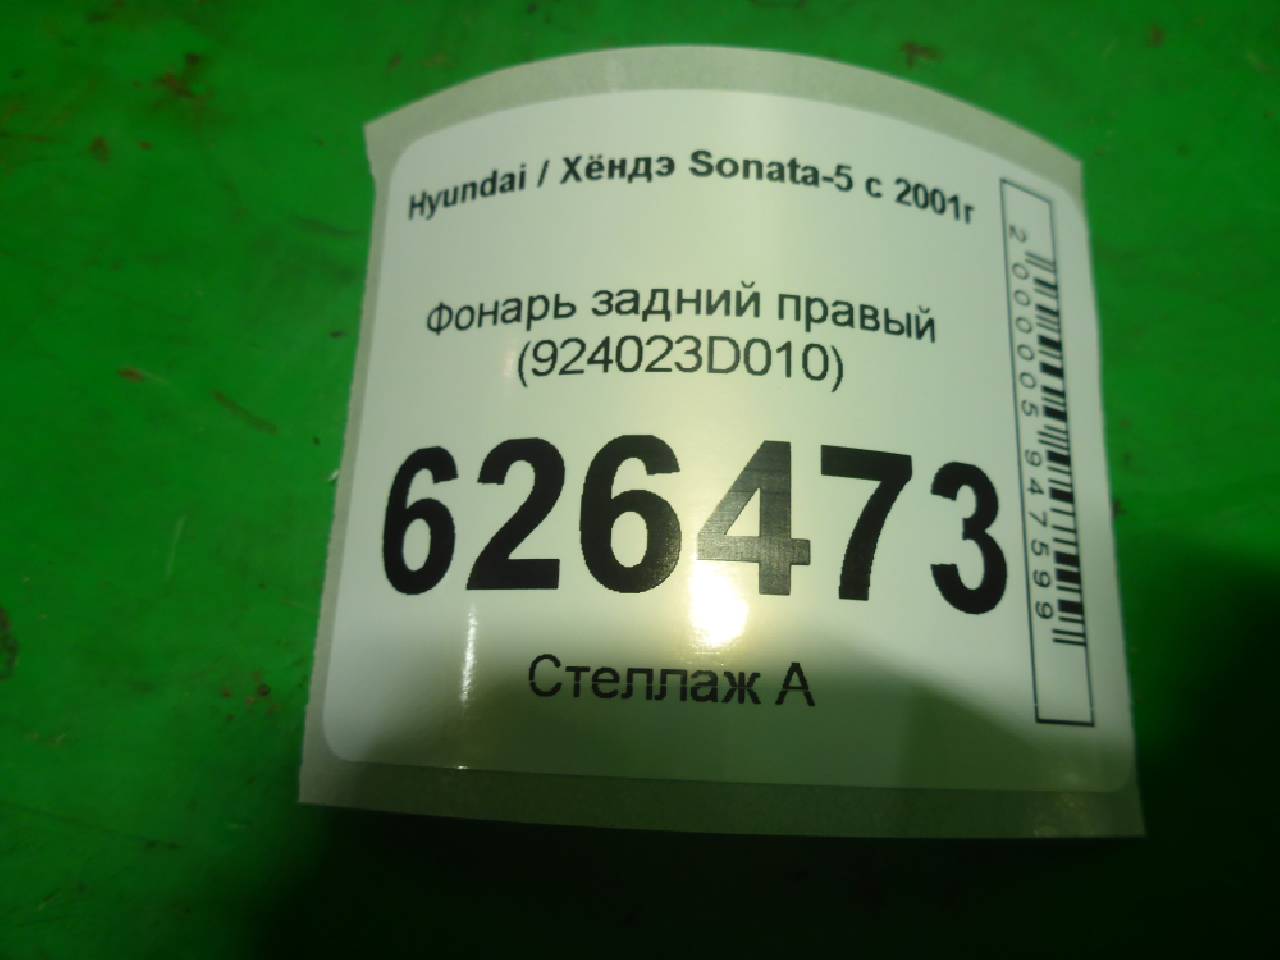 Hyundai / Хёндэ Sonata-5 с 2001г
Фонарь задний правый
(924023D010)
626473
Стеллаж А
2000005947599